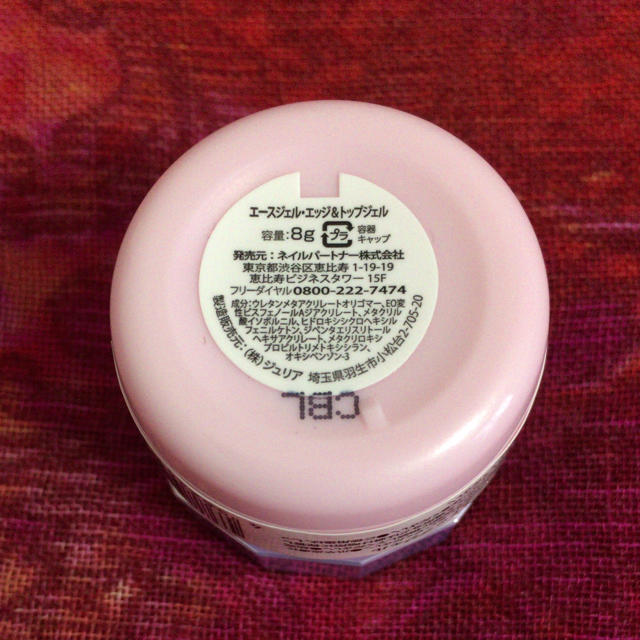 エースジェル・エッジ&トップジェル
容量:8g プラ 容器
キャップ
発売元:ネイルパートナー株式会社
東京都渋谷区恵比寿 1-19-19
恵比寿ビジネスタワー 15F
フリーダイヤル0800-222-7474
成分:ウレタンメタアクリレートオリゴマー、EO変
性ビスフェノールAジアクリレート、メタクリル
酸イソボルニル、ヒドロキシシクロヘキシル
フェニルケトン、ジペンタエリストリトール
ヘキサアクリレート、メタクリロキシ
プロピルトリメトキシシラン、
オキシベンゾン-3
製造販売元:(株)ジュリア 埼玉県羽生市小松台2-705-20
CBL